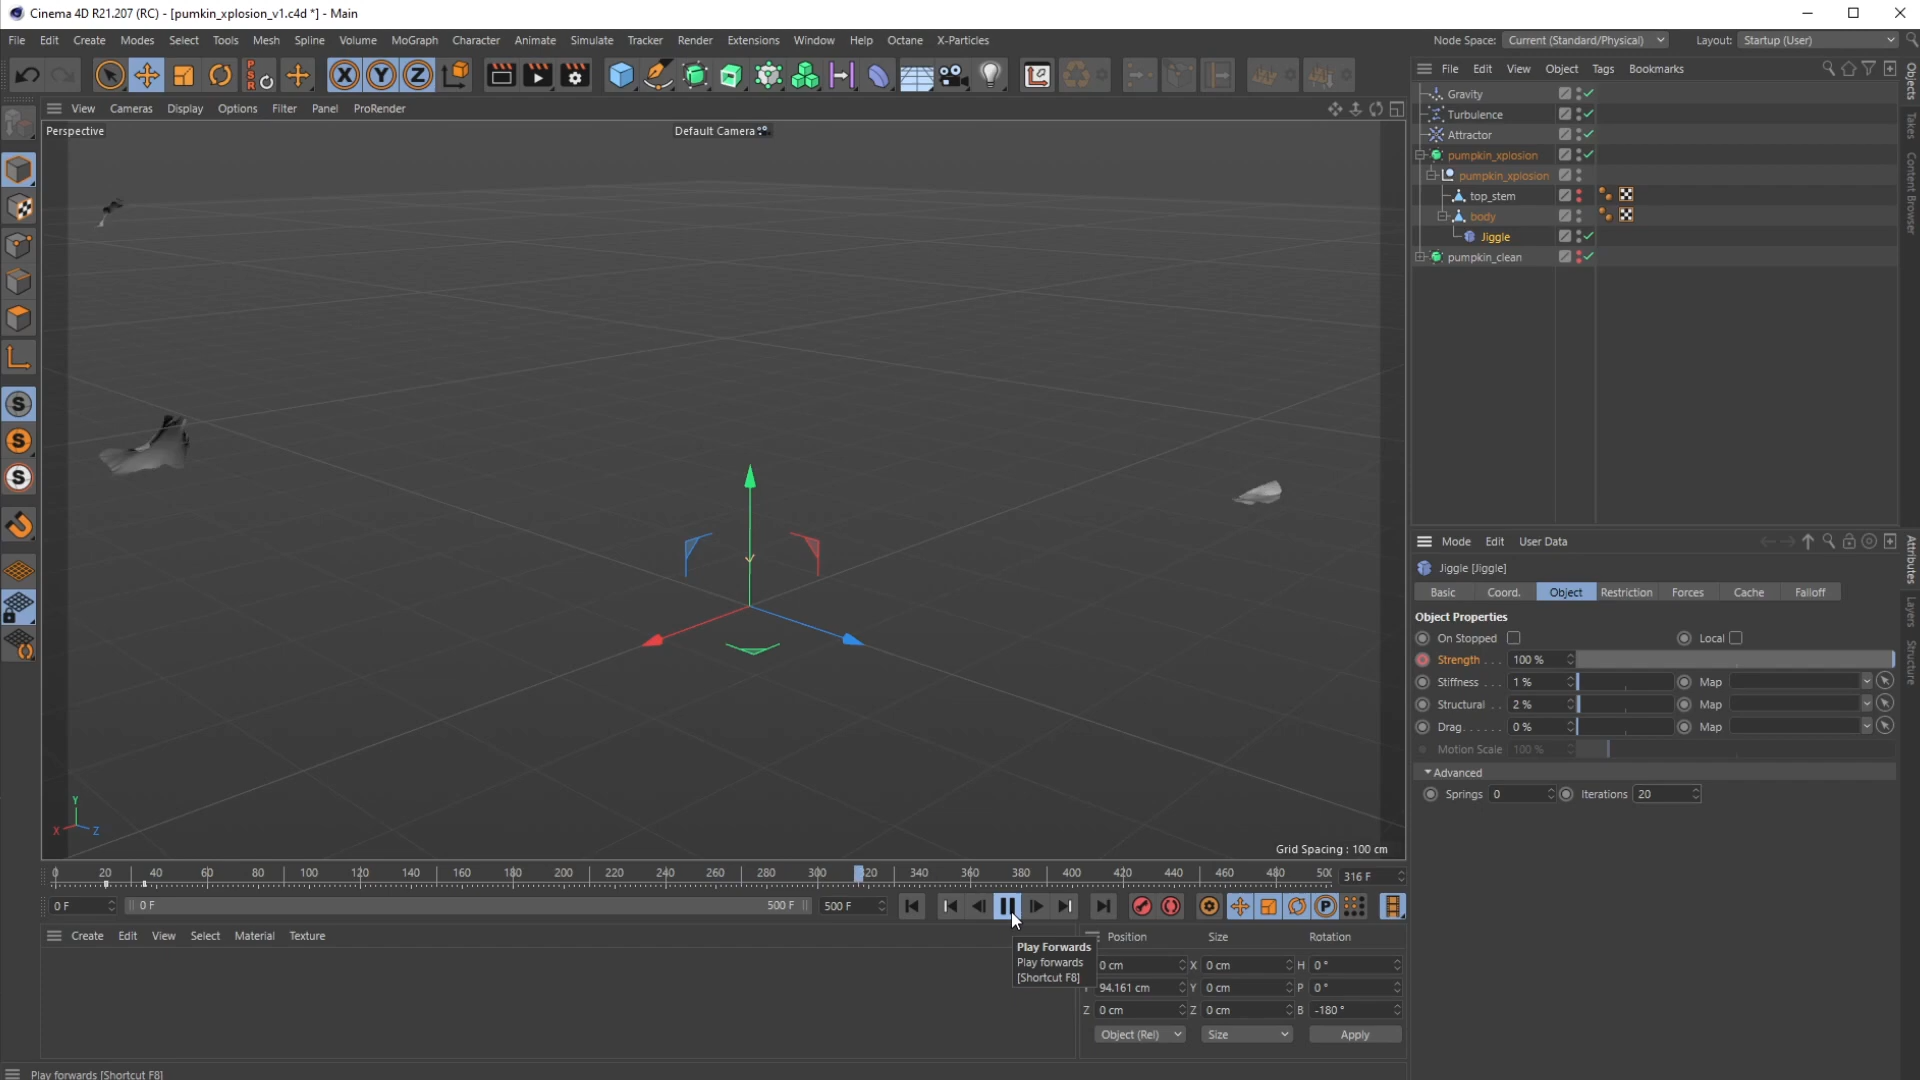 Cinema 4D R21.207 (RC) - [pumkin_xplosion_v1.c4d *] - Main
File Edit Create Modes Select Tools Mesh Spline Volume MoGraph Character Animate Simulate Tracker Render Extensions Window Help Octane X-Particles
Node Space: Current (Standard/Physical) Layout: Startup (User)
File Edit View Object Tags Bookmarks
View Cameras Display Options Filter Panel ProRender
Perspective
Default Camera
Gravity
Turbulence
Attractor
pumpkin_xplosion
pumpkin_xplosion
top_stem
body
Jiggle
pumpkin_clean
Objects
Takes
Content Browser
Mode Edit User Data
Jiggle [Jiggle]
Basic Coord. Object Restriction Forces Cache Falloff
Object Properties
On Stopped Local
Strength . . . 100 %
Stiffness . . . 1 % Map
Structural . . 2 % Map
Drag. . . . . . 0 % Map
Motion Scale 100 %
Advanced
Springs 0 Iterations 20
Attributes
Layers
Structure
Y
X Z
Grid Spacing : 100 cm
0 20 40 60 80 100 120 140 160 180 200 220 240 260 280 300 320 340 360 380 400 420 440 460 480 500
316 F
0 F 0 F 500 F 500 F
Create Edit View Select Material Texture
Position Size Rotation
0 cm X 0 cm H 0 °
Y 94.161 cm Y 0 cm P 0 °
Z 0 cm Z 0 cm B -180 °
Object (Rel) Size Apply
Play Forwards
Play forwards
[Shortcut F8]
Play forwards [Shortcut F8]